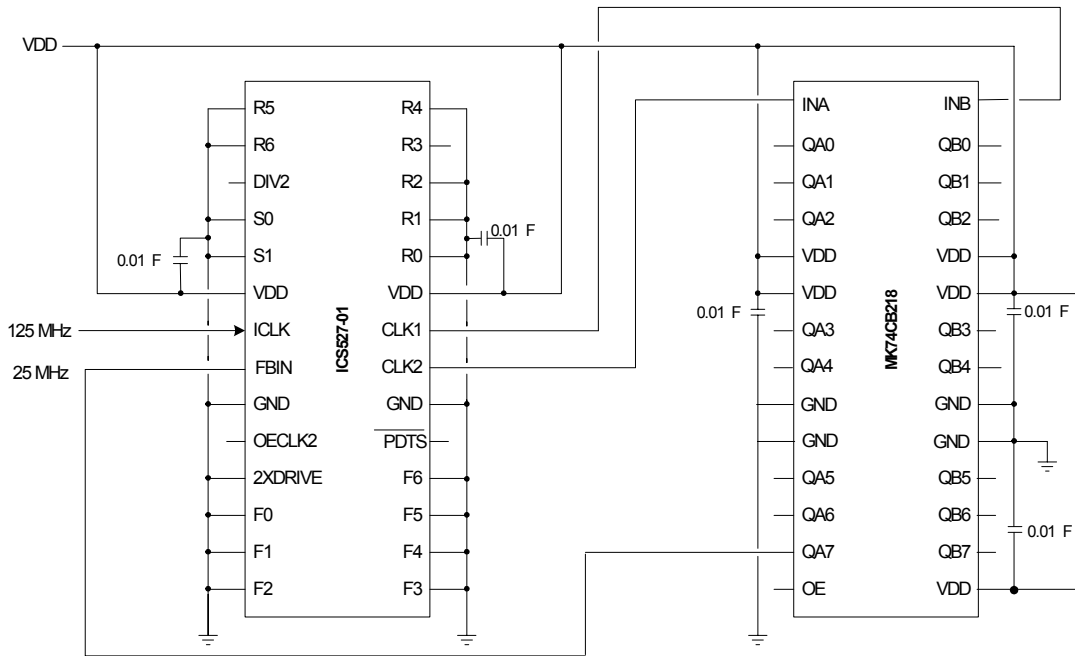 VDD
R5
R6
DIV2
S0
S1
VDD
ICLK
FBIN
GND
OECLK2
2XDRIVE
F0
F1
F2
ICS527-01
R4
R3
R2
R1
R0
VDD
CLK1
CLK2
GND
PDTS
F6
F5
F4
F3
0.01 F
0.01 F
125 MHz
25 MHz
INA
QA0
QA1
QA2
VDD
VDD
QA3
QA4
GND
GND
QA5
QA6
QA7
OE
MK74CB218
INB
QB0
QB1
QB2
VDD
VDD
QB3
QB4
GND
GND
QB5
QB6
QB7
VDD
0.01 F
0.01 F
0.01 F